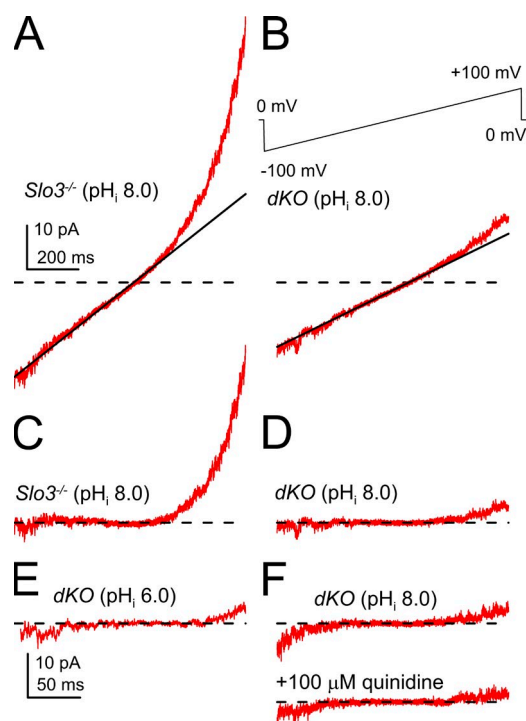 A
B
+100 mV
0 mV
-100 mV
0 mV
Slo3-/- (pHi 8.0)
dKO (pHi 8.0)
10 pA
200 ms
C
D
Slo3-/- (pHi 8.0)
dKO (pHi 8.0)
E
F
dKO (pHi 6.0)
dKO (pHi 8.0)
10 pA
50 ms
+100 μM quinidine